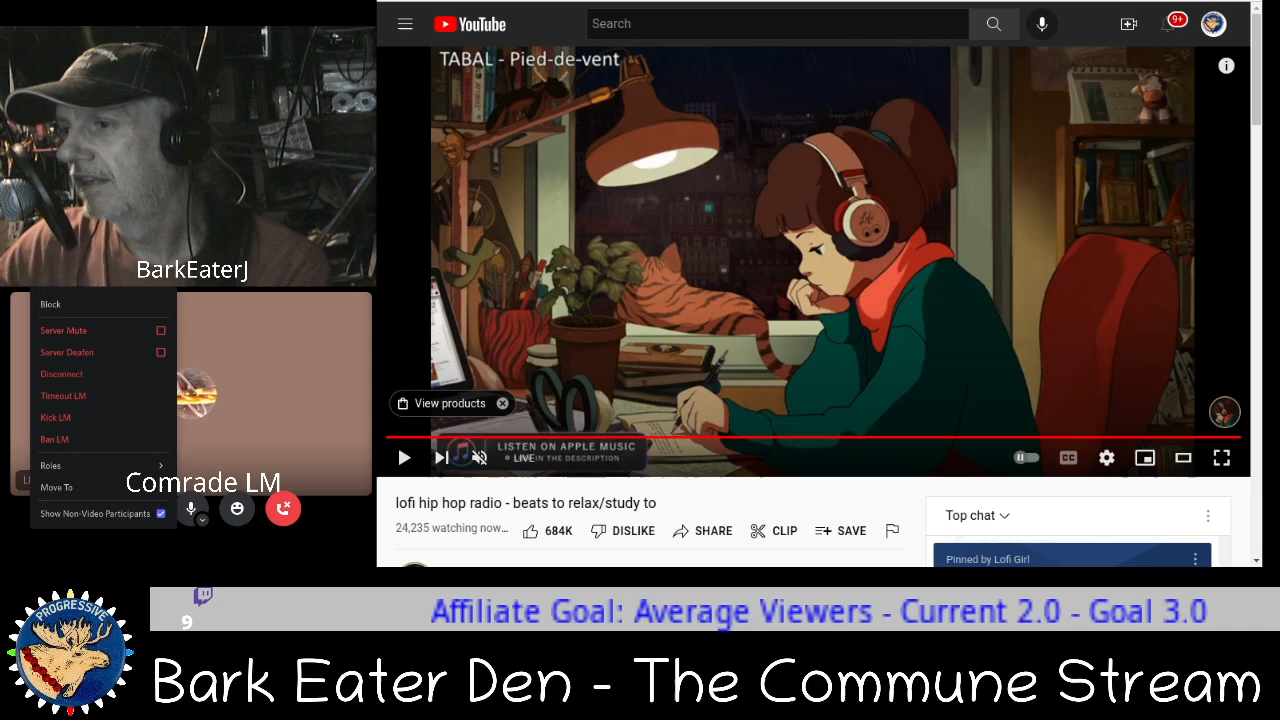 YouTube
Search
9+
TABAL - Pied-de-vent
BarkEaterJ
Block
Server Mute
Server Deafen
Disconnect
Timeout LM
Kick LM
Ban LM
Roles
Move To
Show Non-Video Participants
Comrade LM
View products
LISTEN ON APPLE MUSIC
IN THE DESCRIPTION
LIVE
CC
lofi hip hop radio - beats to relax/study to
24,235 watching now...
684K
DISLIKE
SHARE
CLIP
SAVE
Top chat
Pinned by Lofi Girl
PROGRESSIVE
9
Affiliate Goal: Average Viewers - Current 2.0 - Goal 3.0
Bark Eater Den - The Commune Stream